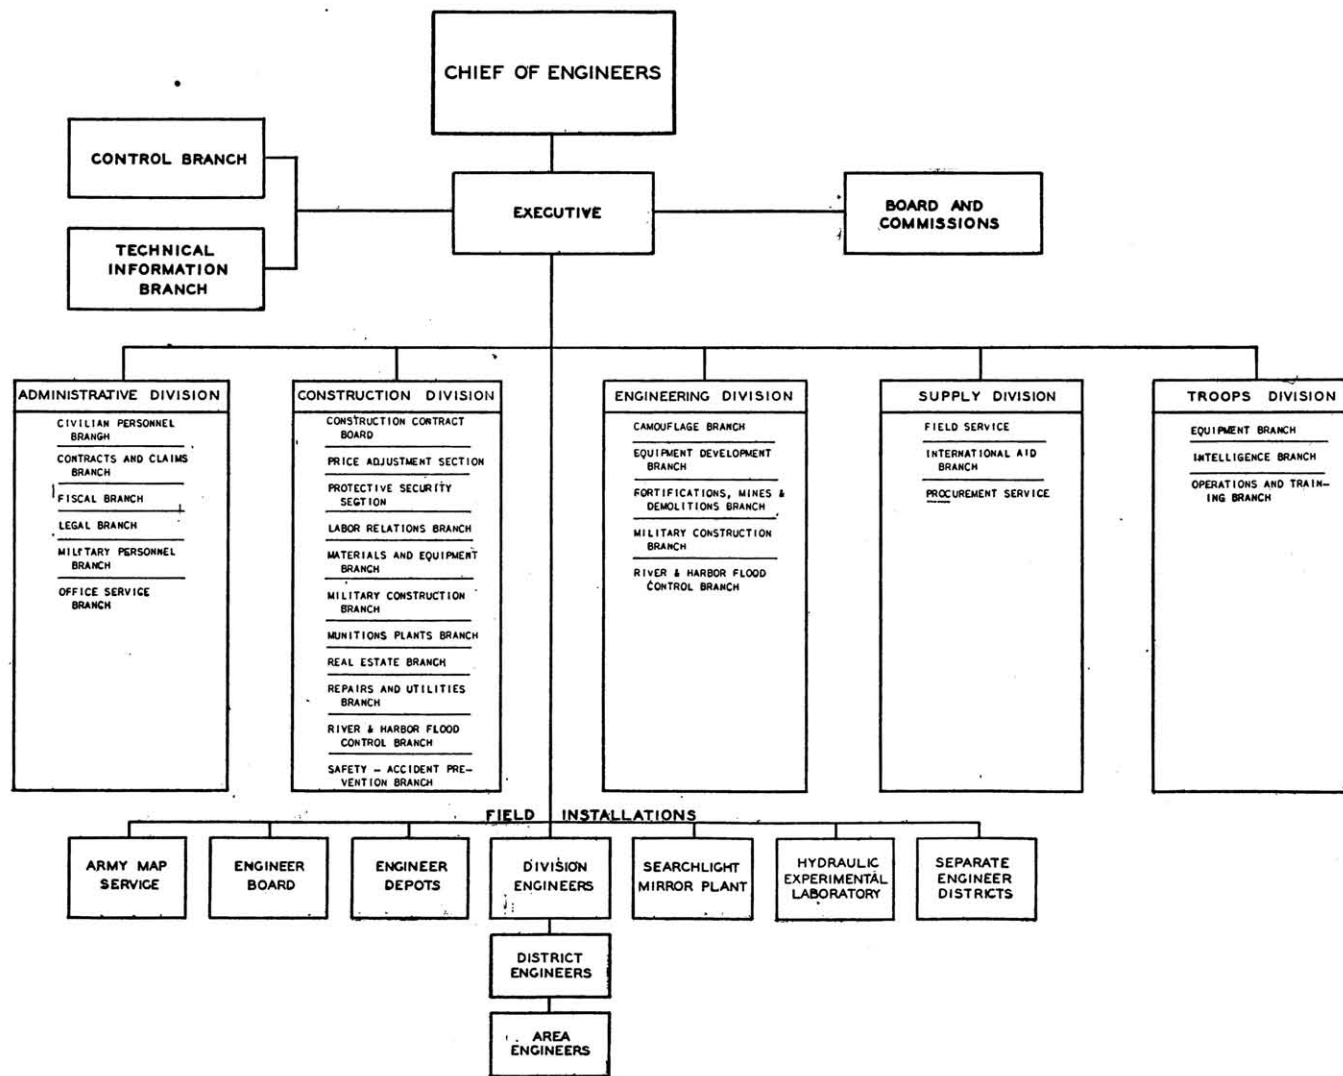 CHIEF OF ENGINEERS
CONTROL BRANCH
EXECUTIVE
BOARD AND
COMMISSIONS
TECHNICAL
INFORMATION
BRANCH
ADMINISTRATIVE DIVISION
CIVILIAN PERSONNEL
BRANGH
CONTRACTS AND CLAIMS
BRANCH
FISCAL BRANCH
LEGAL BRANCH
MILITARY PERSONNEL
BRANCH
OFFICE SERVICE
BRANCH
CONSTRUCTION DIVISION
CONSTRUCTION CONTRACT
BOARD
PRICE ADJUSTMENT SECTION
PROTECTIVE SECURITY
SECTION
LABOR RELATIONS BRANCH
MATERIALS AND EQUIPMENT
BRANCH
MILITARY CONSTRUCTION
BRANCH
MUNITIONS PLANTS BRANCH
REAL ESTATE BRANCH
REPAIRS AND UTILITIES
BRANCH
RIVER & HARBOR FLOOD
CONTROL BRANCH
SAFETY – ACCIDENT PRE–
VENTION BRANCH
ENGINEERING DIVISION
CAMOUFLAGE BRANCH
EQUIPMENT DEVELOPMENT
BRANCH
FORTIFICATIONS, MINES &
DEMOLITIONS BRANCH
MILITARY CONSTRUCTION
BRANCH
RIVER & HARBOR FLOOD
CONTROL BRANCH
SUPPLY DIVISION
FIELD SERVICE
INTERNATIONAL AID
BRANCH
PROCUREMENT SERVICE
TROOPS DIVISION
EQUIPMENT BRANCH
INTELLIGENCE BRANCH
OPERATIONS AND TRAIN–
ING BRANCH
FIELD INSTALLATIONS
ARMY MAP
SERVICE
ENGINEER
BOARD
ENGINEER
DEPOTS
DIVISION
ENGINEERS
SEARCHLIGHT
MIRROR PLANT
HYDRAULIC
EXPERIMENTAL
LABORATORY
SEPARATE
ENGINEER
DISTRICTS
DISTRICT
ENGINEERS
AREA
ENGINEERS